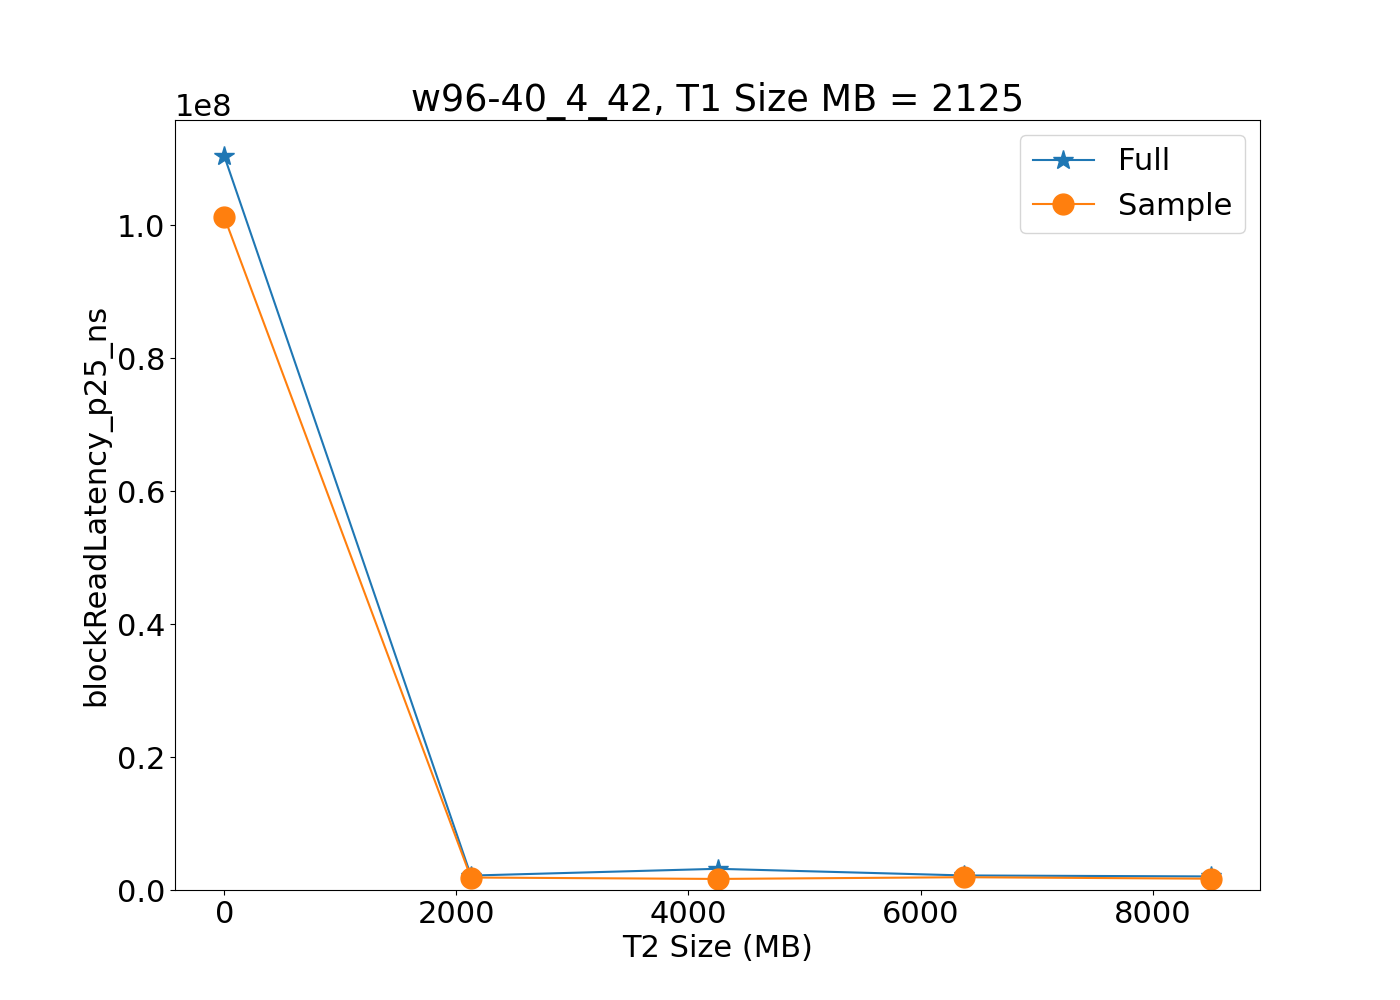 w96-40_4_42, T1 Size MB = 2125
1e8
Full
Sample
1.0
0.8
0.6
0.4
0.2
0.0
blockReadLatency_p25_ns
0 2000 4000 6000 8000
T2 Size (MB)